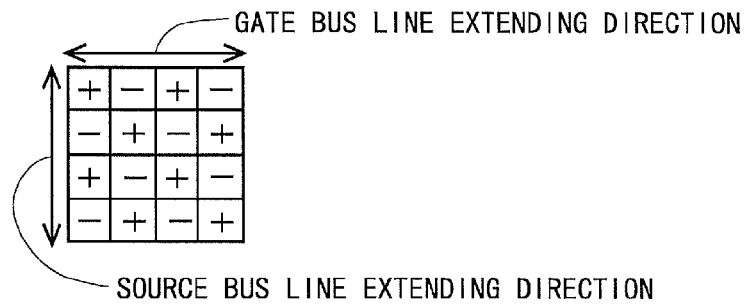 GATE BUS LINE EXTENDING DIRECTION
+ − + −
− + − +
+ − + −
− + − +
SOURCE BUS LINE EXTENDING DIRECTION